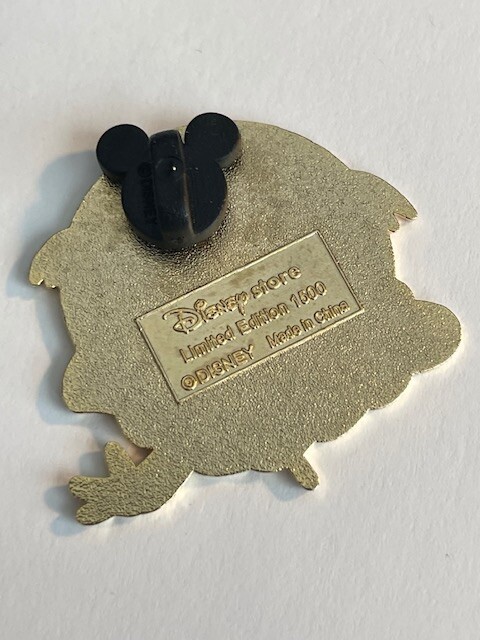 Disney store
Limited Edition 1500
©DISNEY Made in China